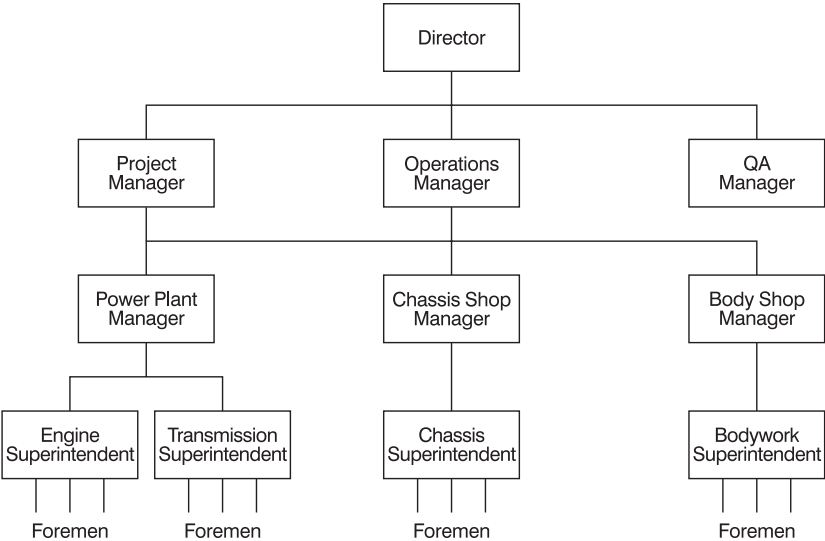 Director
Project
Manager
Operations
Manager
QA
Manager
Power Plant
Manager
Chassis Shop
Manager
Body Shop
Manager
Engine
Superintendent
Transmission
Superintendent
Chassis
Superintendent
Bodywork
Superintendent
Foremen
Foremen
Foremen
Foremen